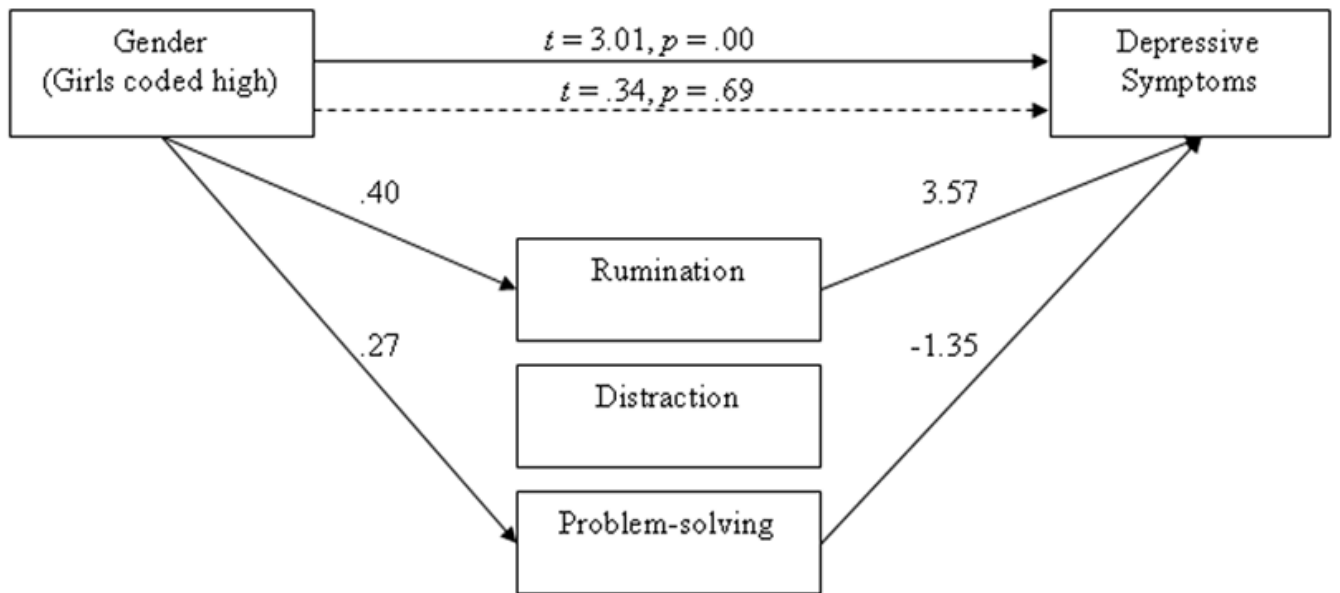 Gender
(Girls coded high)
t = 3.01, p = .00
t = .34, p = .69
Depressive
Symptoms
.40
3.57
Rumination
.27
-1.35
Distraction
Problem-solving